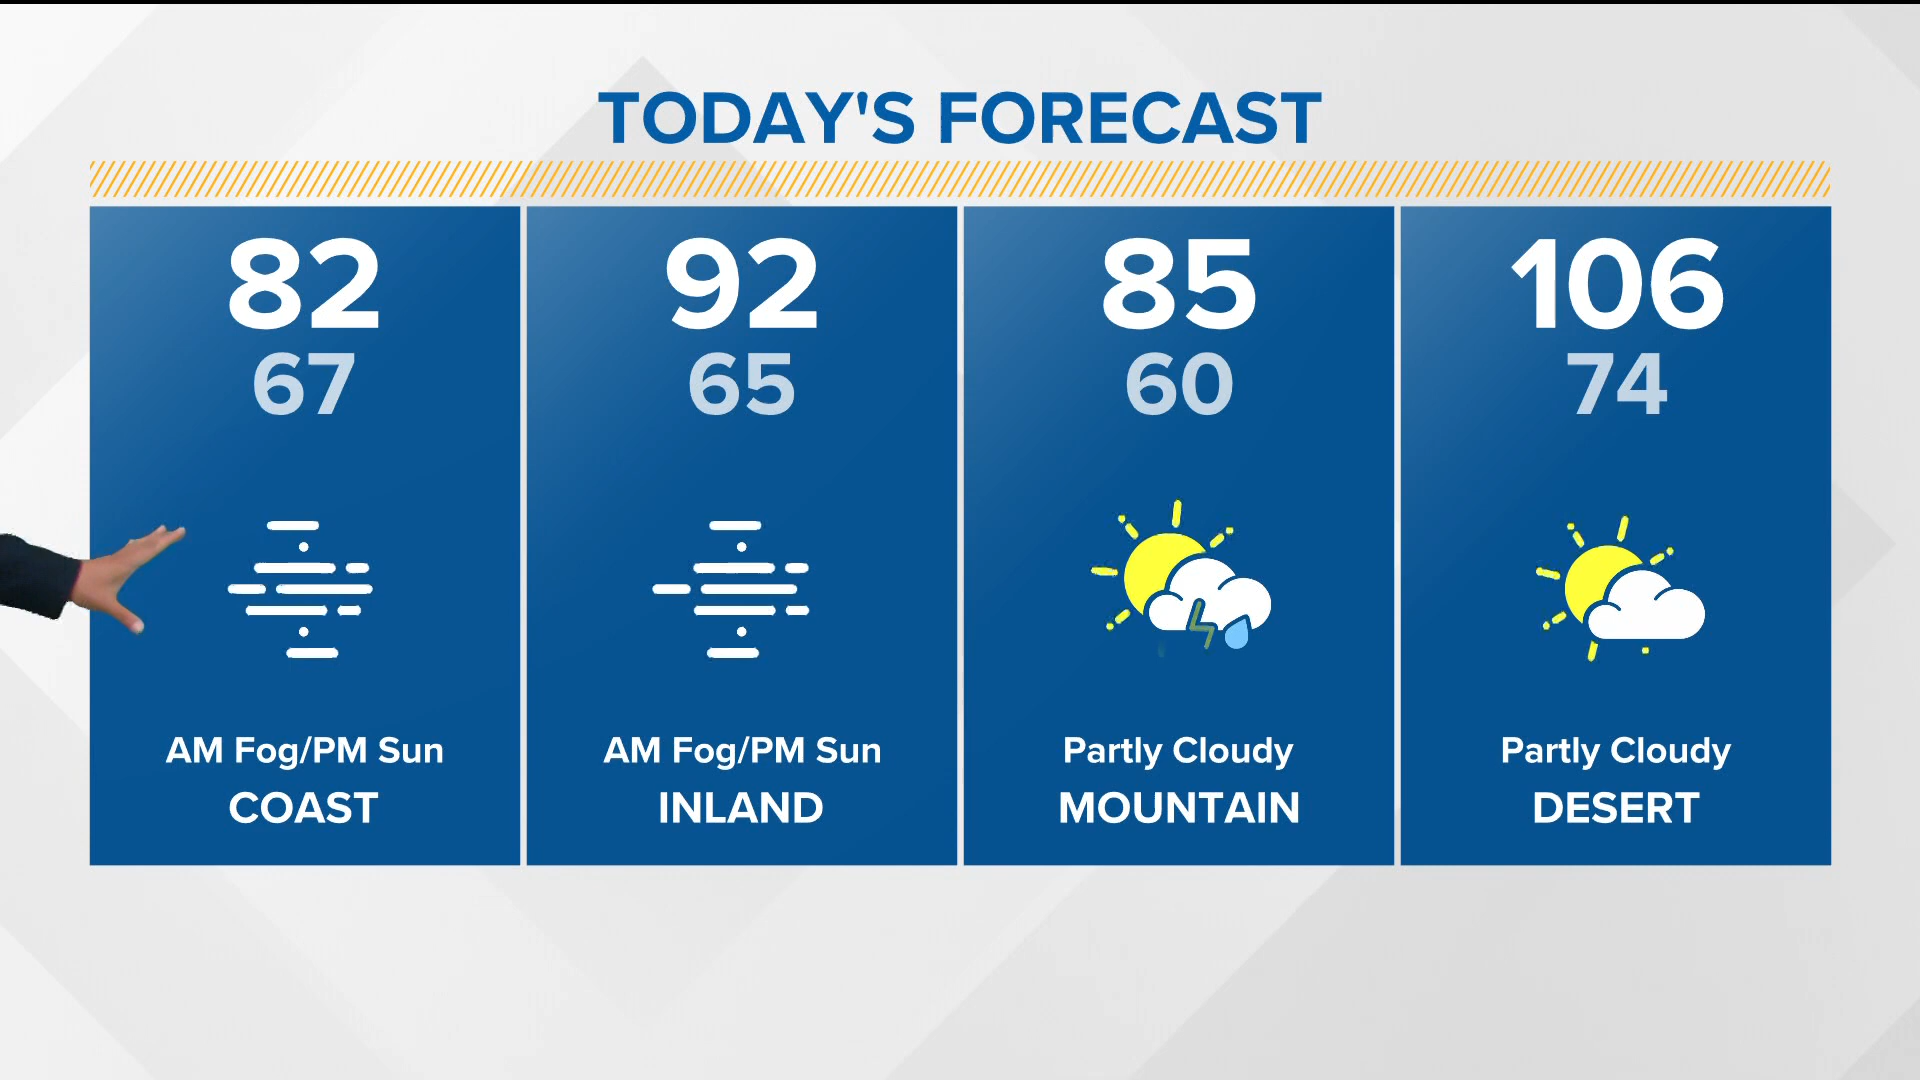 TODAY'S FORECAST
82
67
AM Fog/PM Sun
COAST
92
65
AM Fog/PM Sun
INLAND
85
60
Partly Cloudy
MOUNTAIN
106
74
Partly Cloudy
DESERT